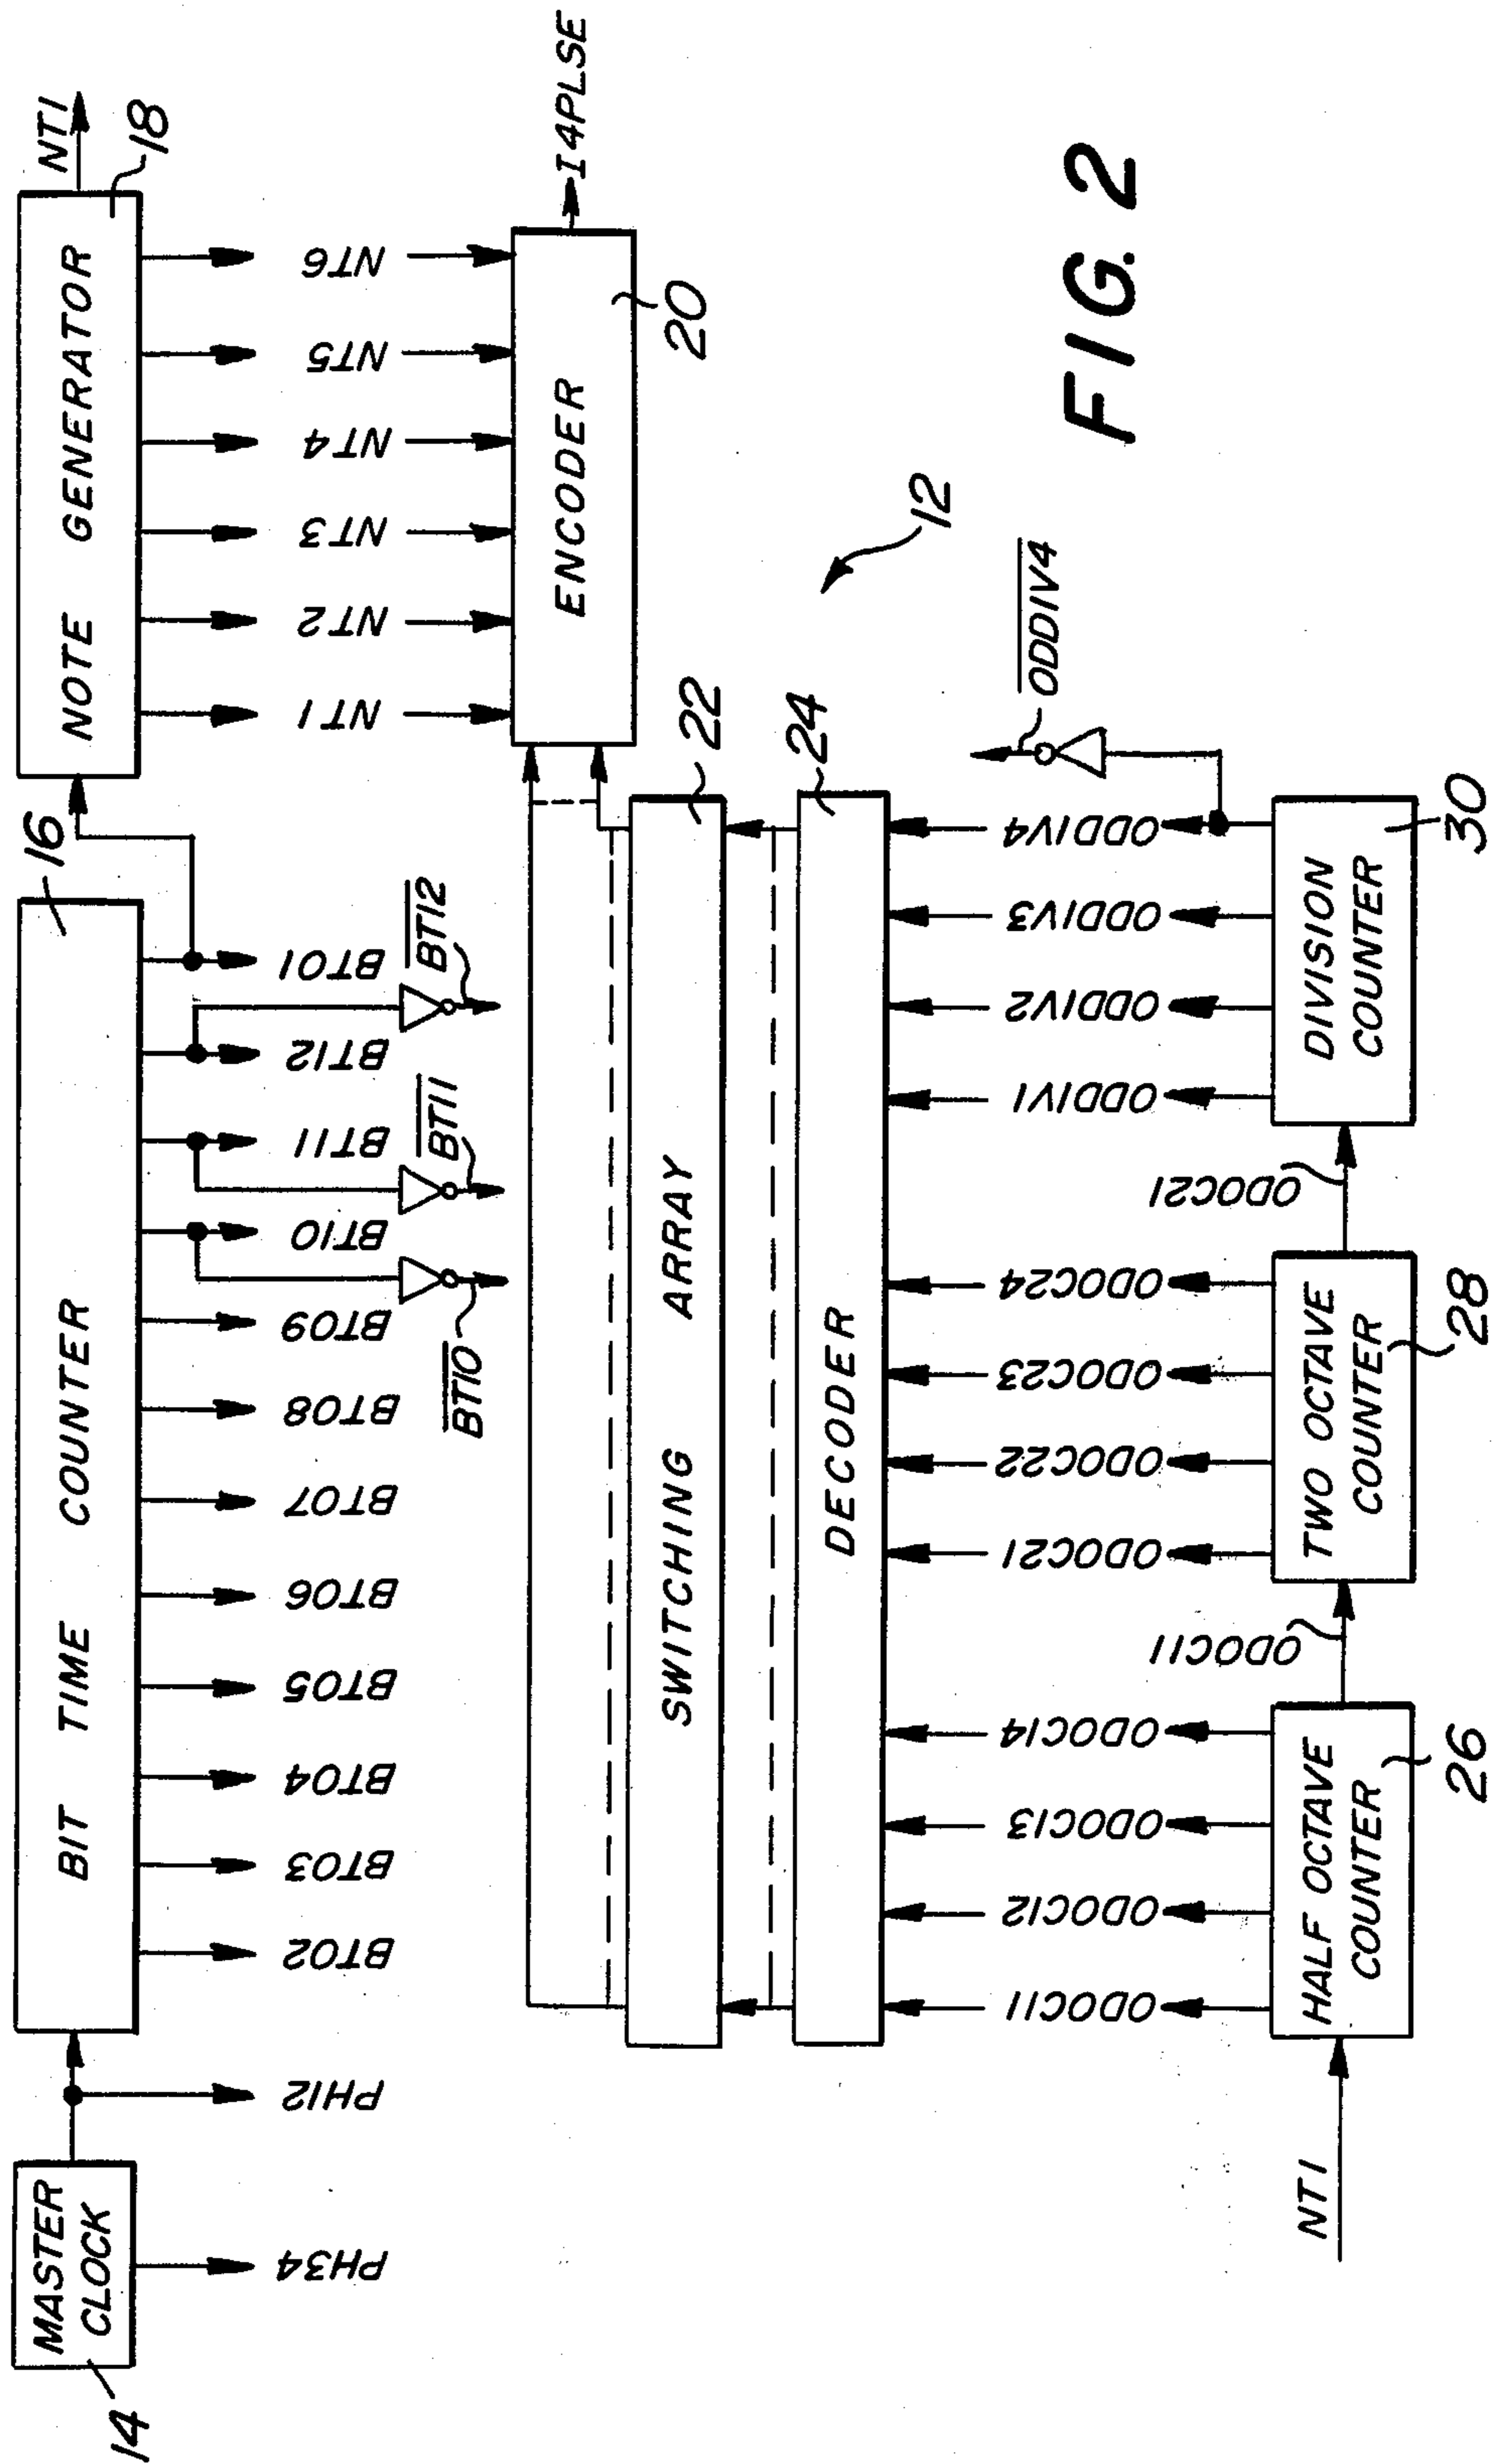 MASTER
CLOCK
14
PH34
PH12
BIT TIME COUNTER
16
BT02
BT03
BT04
BT05
BT06
BT07
BT08
BT09
BT10
BT11
BT12
BT01
BT10
BT11
BT12
NOTE GENERATOR
18
NT1
NT1
NT2
NT3
NT4
NT5
NT6
ENCODER
20
I4PLSE
SWITCHING ARRAY
22
DECODER
24
12
ODOC11
ODOC12
ODOC13
ODOC14
ODOC21
ODOC22
ODOC23
ODOC24
ODDIV1
ODDIV2
ODDIV3
ODDIV4
ODDIV4
NT1
HALF OCTAVE
COUNTER
26
ODOC11
TWO OCTAVE
COUNTER
28
ODOC21
DIVISION
COUNTER
30
FIG. 2